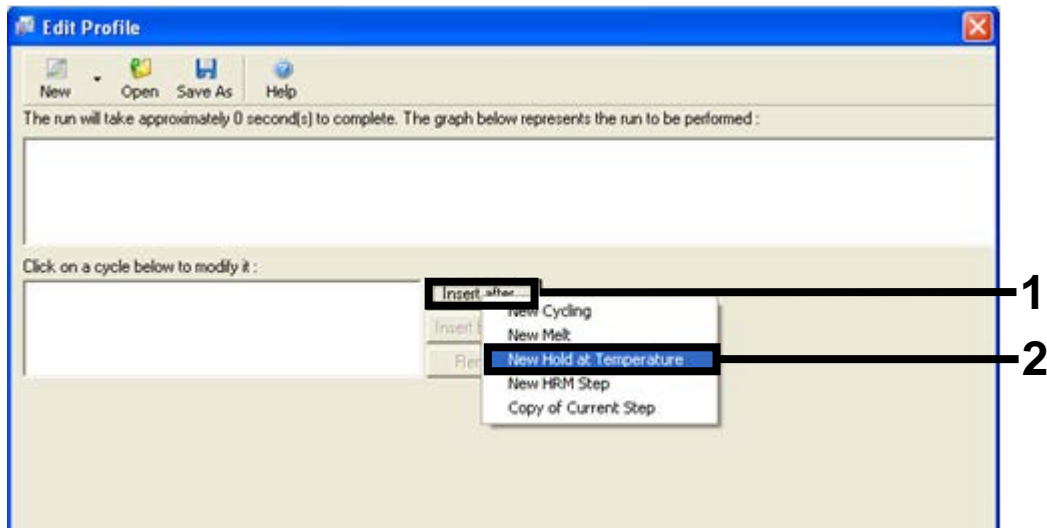 Edit Profile
New Open Save As Help
The run will take approximately 0 second(s) to complete. The graph below represents the run to be performed :
Click on a cycle below to modify it :
Insert after...
1
New Cycling
Insert
New Melt
New Hold at Temperature
2
New HRM Step
Copy of Current Step